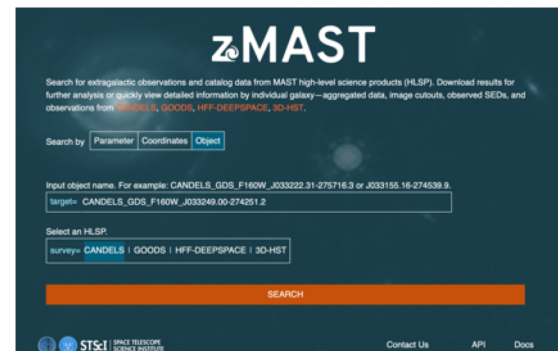 zMAST
Search for extragalactic observations and catalog data from MAST high-level science products (HLSP). Download results for
further analysis or quickly view detailed information by individual galaxy—aggregated data, image cutouts, observed SEDs, and
observations from CANDELS, GOODS, HFF-DEEPSPACE, 3D-HST.
Search by Parameter Coordinates Object
Input object name. For example: CANDELS_GDS_F160W_J033222.31-275716.3 or J033155.16-274539.9.
target= CANDELS_GDS_F160W_J033249.00-274251.2
Select an HLSP.
survey= CANDELS | GOODS | HFF-DEEPSPACE | 3D-HST
SEARCH
STScI | SPACE TELESCOPE
SCIENCE INSTITUTE
Contact Us API Docs